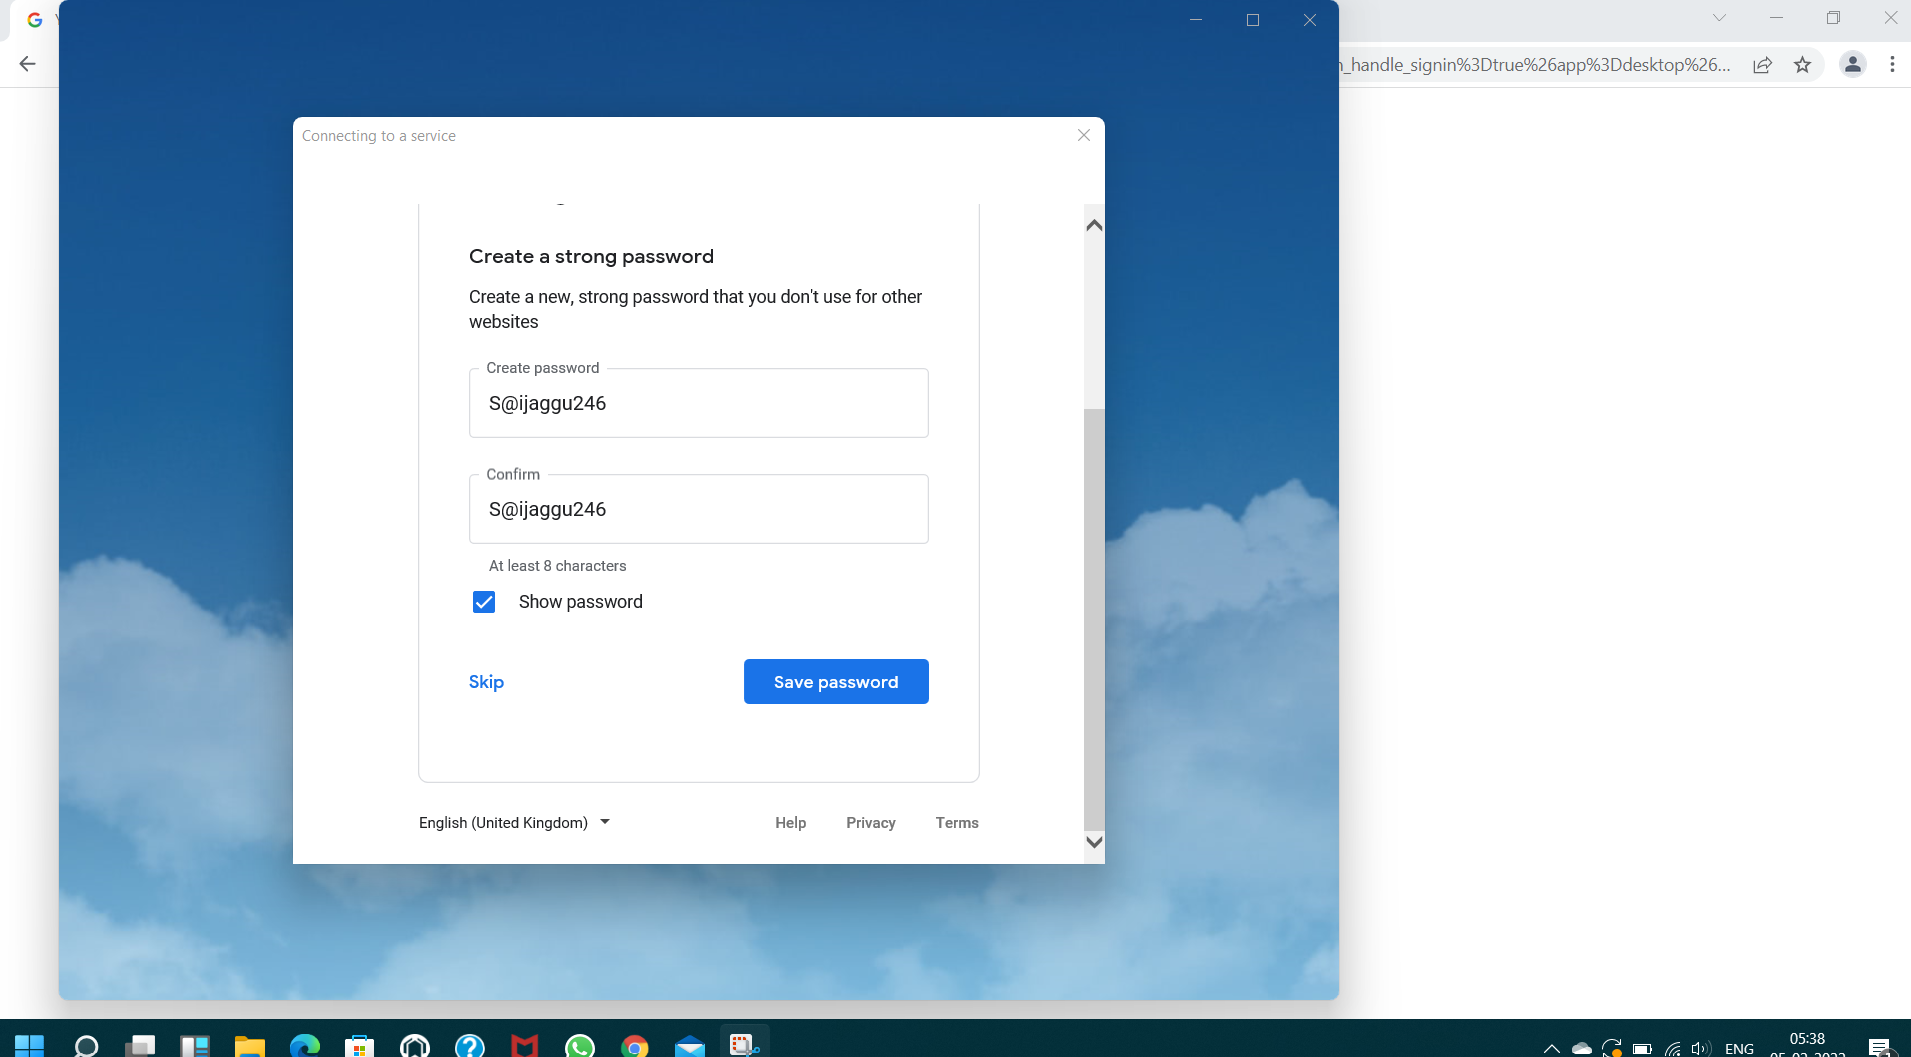 n_handle_signin%3Dtrue%26app%3Ddesktop%26...
Connecting to a service
Create a strong password
Create a new, strong password that you don't use for other
websites
Create password
S@ijaggu246
Confirm
S@ijaggu246
At least 8 characters
Show password
Skip
Save password
English (United Kingdom)
Help
Privacy
Terms
ENG
05:38